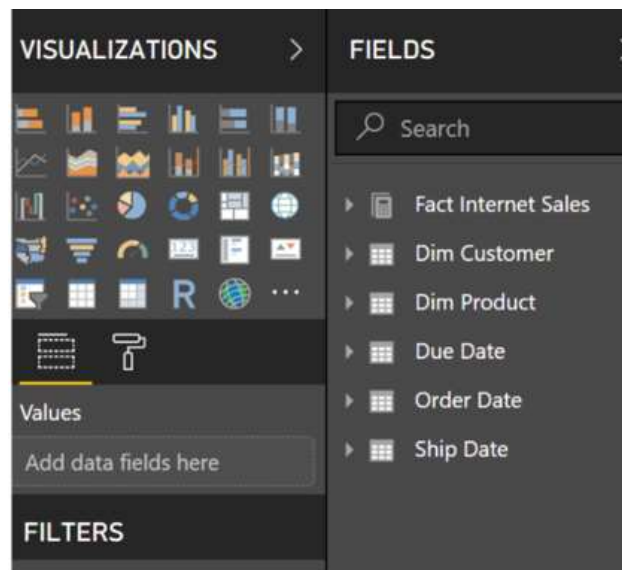 VISUALIZATIONS
123
R
Values
Add data fields here
FILTERS
FIELDS
Search
Fact Internet Sales
Dim Customer
Dim Product
Due Date
Order Date
Ship Date